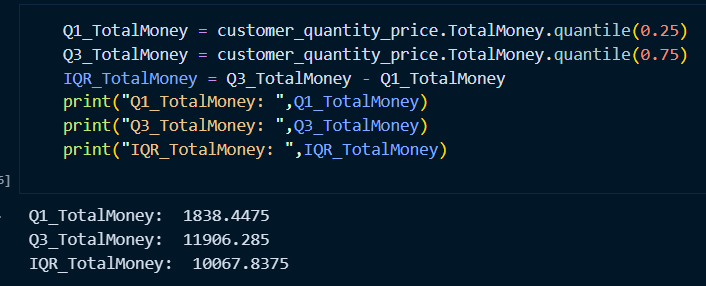 Q1_TotalMoney = customer_quantity_price.TotalMoney.quantile(0.25)
Q3_TotalMoney = customer_quantity_price.TotalMoney.quantile(0.75)
IQR_TotalMoney = Q3_TotalMoney - Q1_TotalMoney
print("Q1_TotalMoney: ",Q1_TotalMoney)
print("Q3_TotalMoney: ",Q3_TotalMoney)
print("IQR_TotalMoney: ",IQR_TotalMoney)
Q1_TotalMoney:  1838.4475
Q3_TotalMoney:  11906.285
IQR_TotalMoney:  10067.8375